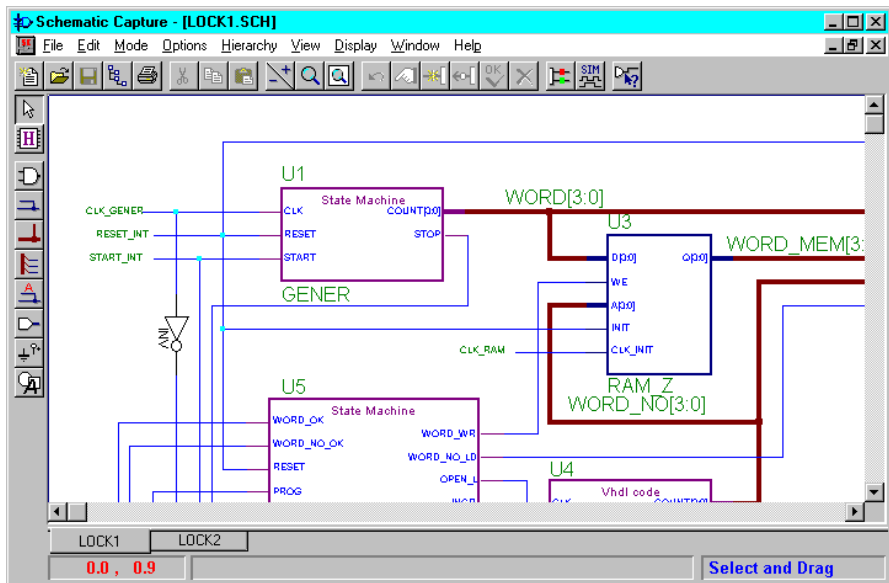 Schematic Capture - [LOCK1.SCH]
File Edit Mode Options Hierarchy View Display Window Help
OK
SIM
H
A
A
U1
State Machine
CLK
RESET
START
COUNT[3:0]
STOP
GENER
CLK_GENER
RESET_INT
START_INT
INV
WORD[3:0]
U3
D[3:0]
WE
A[3:0]
INIT
CLK_INIT
Q[3:0]
RAM_Z
WORD_MEM[3:
CLK_RAM
WORD_NO[3:0]
U5
State Machine
WORD_OK
WORD_NO_OK
RESET
PROG
WORD_WR
WORD_NO_LD
OPEN_L
U4
Vhdl code
LOCK1
LOCK2
0.0 , 0.9
Select and Drag